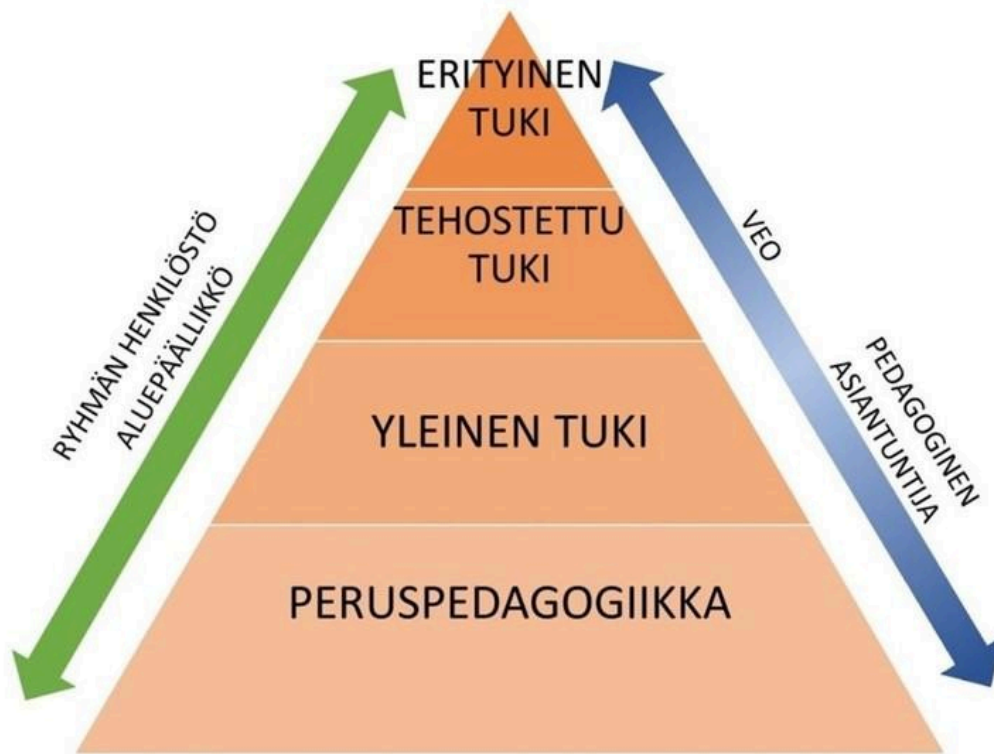 ERITYINEN
TUKI
TEHOSTETTU
TUKI
YLEINEN TUKI
PERUSPEDAGOGIIKKA
RYHMÄN HENKILÖSTÖ
ALUEPÄÄLLIKKÖ
VEO
PEDAGOGINEN
ASIANTUNTIJA